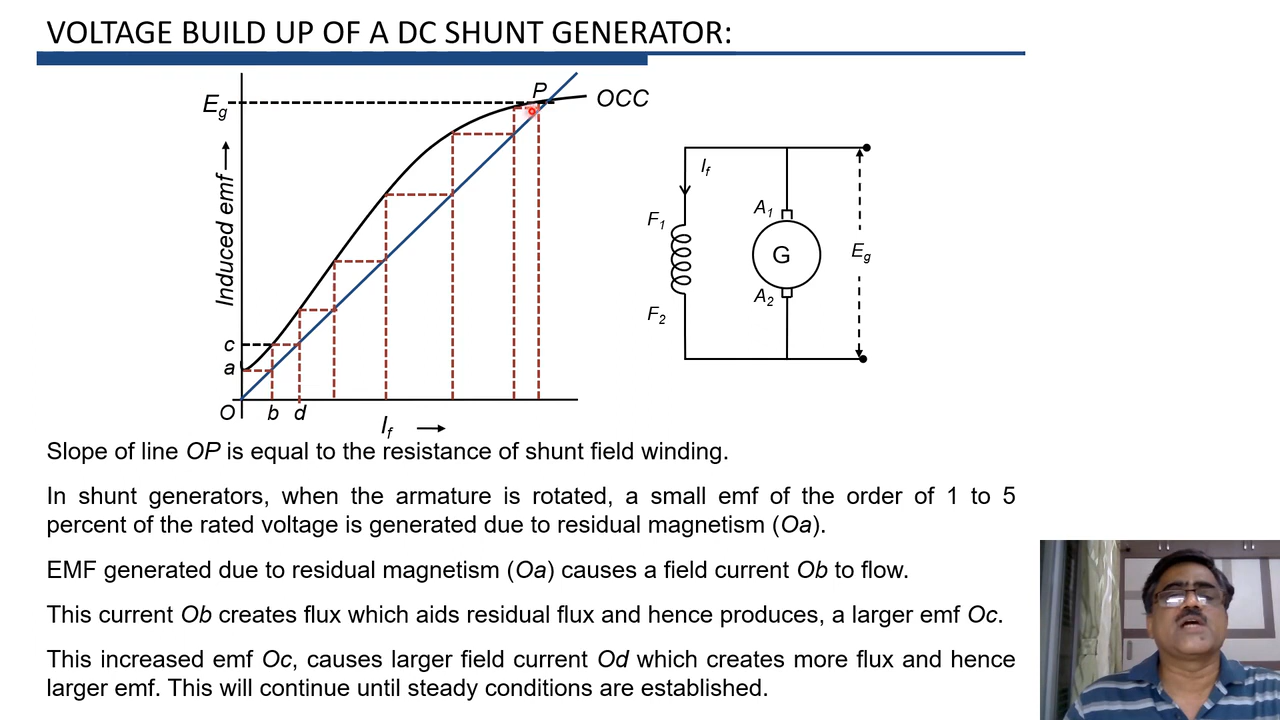 VOLTAGE BUILD UP OF A DC SHUNT GENERATOR:
Eg
P
OCC
Induced emf
c
a
O
b
d
If
If
F1
F2
A1
G
A2
Eg
Slope of line OP is equal to the resistance of shunt field winding.
In shunt generators, when the armature is rotated, a small emf of the order of 1 to 5
percent of the rated voltage is generated due to residual magnetism (Oa).
EMF generated due to residual magnetism (Oa) causes a field current Ob to flow.
This current Ob creates flux which aids residual flux and hence produces, a larger emf Oc.
This increased emf Oc, causes larger field current Od which creates more flux and hence
larger emf. This will continue until steady conditions are established.